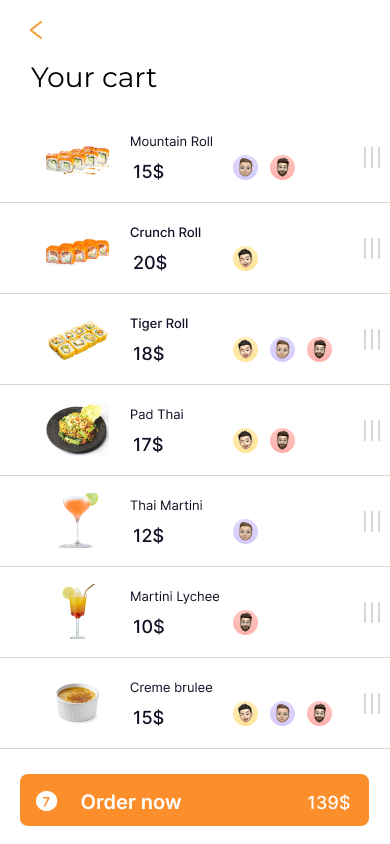 Your cart
Mountain Roll
15$
Crunch Roll
20$
Tiger Roll
18$
Pad Thai
17$
Thai Martini
12$
Martini Lychee
10$
Creme brulee
15$
7 Order now 139$